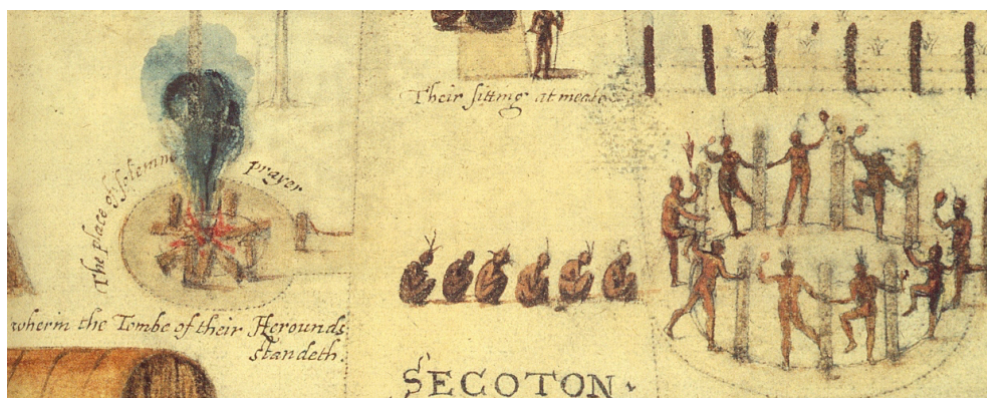 Their sitting at meate
The place of solemne prayer
wherin the Tombe of their Herounds
standeth.
SECOTON.